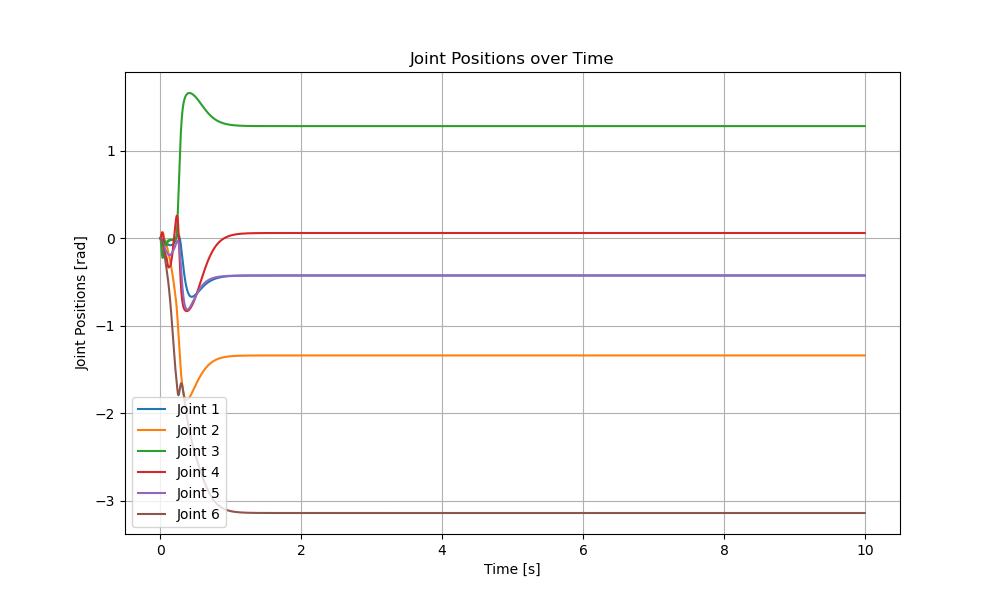 Joint Positions over Time
Joint Positions [rad]
1
0
−1
−2
−3
Joint 1
Joint 2
Joint 3
Joint 4
Joint 5
Joint 6
0 2 4 6 8 10
Time [s]